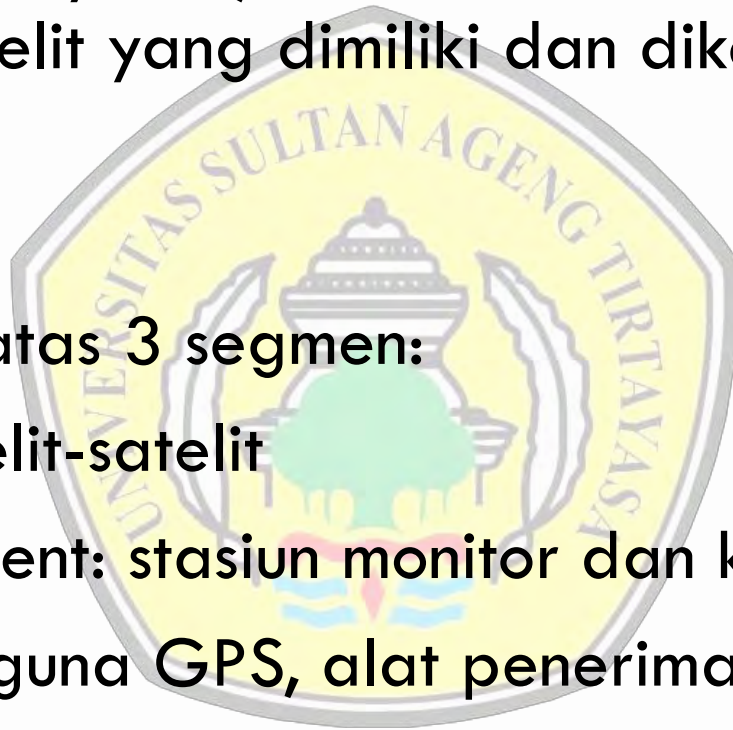 elit yang dimiliki dan dik
UNIVERSITAS SULTAN AGENG TIRTAYASA
atas 3 segmen:
elit-satelit
ent: stasiun monitor dan k
guna GPS, alat penerima